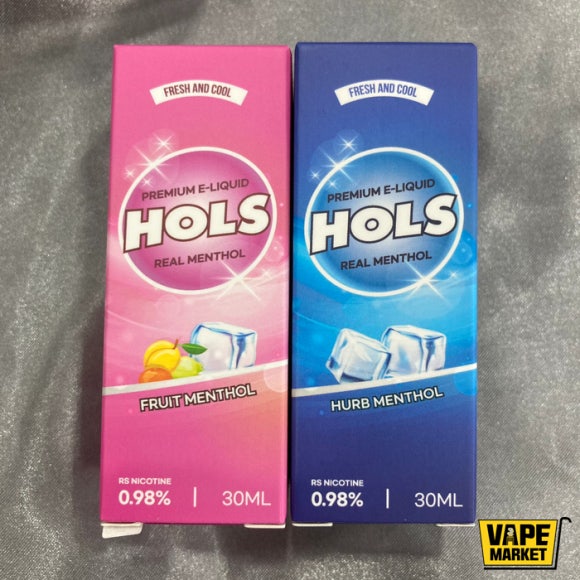 FRESH AND COOL
PREMIUM E-LIQUID
HOLS
REAL MENTHOL
FRUIT MENTHOL
RS NICOTINE
0.98% | 30ML
FRESH AND COOL
PREMIUM E-LIQUID
HOLS
REAL MENTHOL
HURB MENTHOL
RS NICOTINE
0.98% | 30ML
VAPE
MARKET